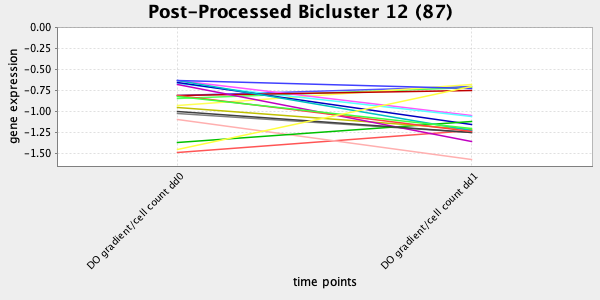 Post-Processed Bicluster 12 (87)
gene expression
0.00
-0.25
-0.50
-0.75
-1.00
-1.25
-1.50
DO gradient/cell count dd0
DO gradient/cell count dd1
time points